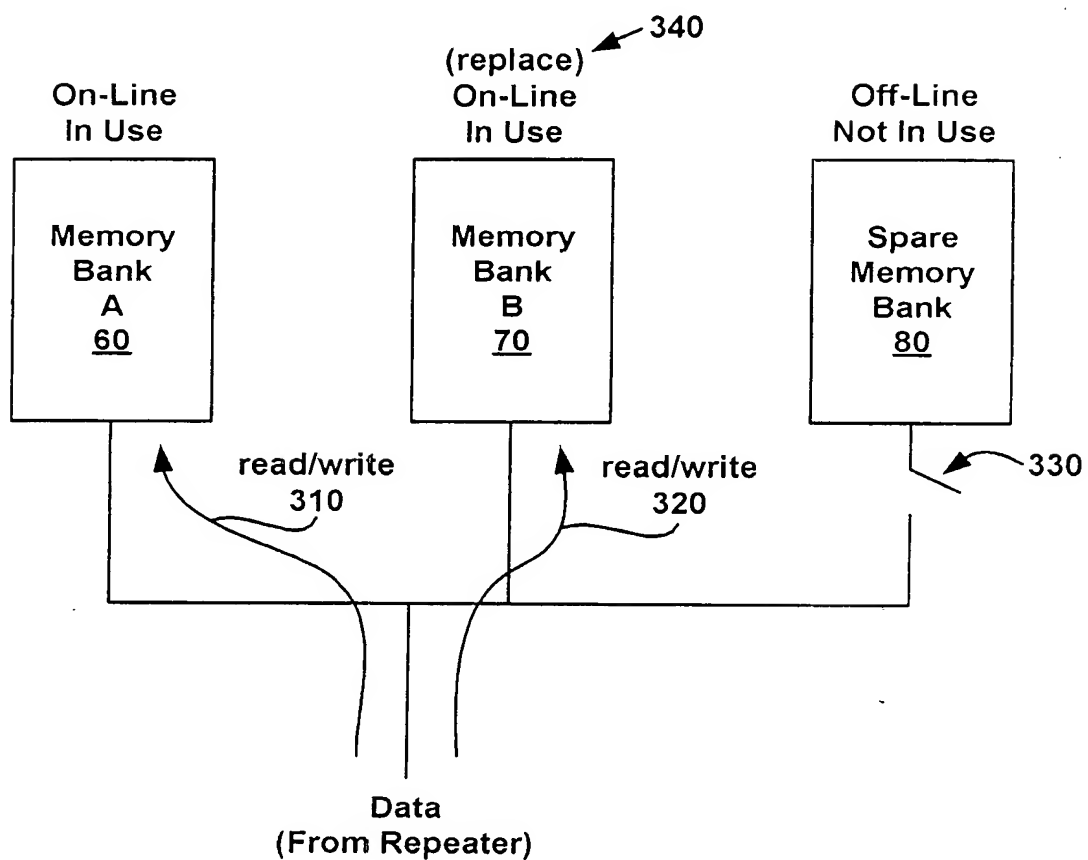 340
(replace)
On-Line
In Use
On-Line
In Use
Off-Line
Not In Use
Memory
Bank
A
60
Memory
Bank
B
70
Spare
Memory
Bank
80
read/write
310
read/write
320
330
Data
(From Repeater)